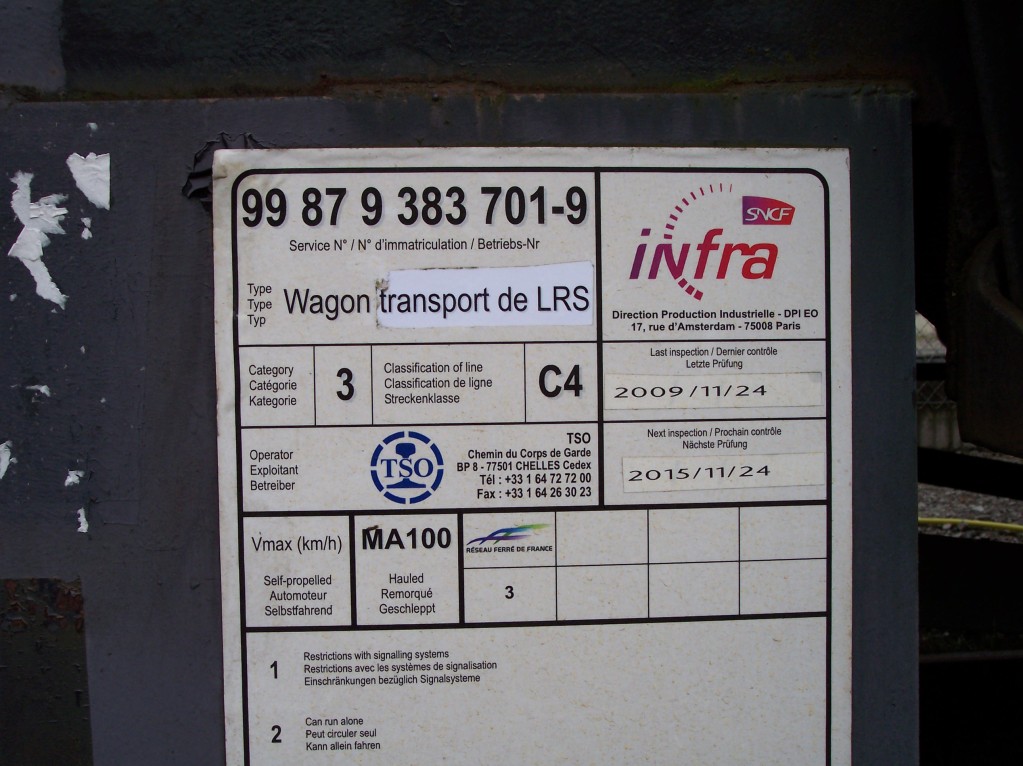 99 87 9 383 701-9
Service N° / N° d'immatriculation / Betriebs-Nr
Type
Type
Typ
Wagon transport de LRS
SNCF
infra
Direction Production Industrielle - DPI EO
17, rue d'Amsterdam - 75008 Paris
Category
Catégorie
Kategorie
3
Classification of line
Classification de ligne
Streckenklasse
C4
Last inspection / Dernier contrôle
Letzte Prüfung
2009/11/24
Operator
Exploitant
Betreiber
TSO
TSO
Chemin du Corps de Garde
BP 8 - 77501 CHELLES Cedex
Tél : +33 1 64 72 72 00
Fax : +33 1 64 26 30 23
Next inspection / Prochain contrôle
Nächste Prüfung
2015/11/24
Vmax (km/h)
Self-propelled
Automoteur
Selbstfahrend
MA100
Hauled
Remorqué
Geschleppt
RÉSEAU FERRÉ DE FRANCE
3
1
Restrictions with signalling systems
Restrictions avec les systèmes de signalisation
Einschränkungen bezüglich Signalsysteme
2
Can run alone
Peut circuler seul
Kann allein fahren